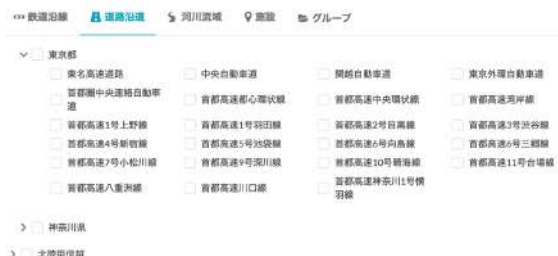 鉄道沿線 道路沿道 河川流域 施設 グループ
東京都
東名高速道路 中央自動車道 関越自動車道 東京外環自動車道
首都圏中央連絡自動車
道
首都高速都心環状線 首都高速中央環状線 首都高速湾岸線
首都高速1号上野線 首都高速1号羽田線 首都高速2号目黒線 首都高速3号渋谷線
首都高速4号新宿線 首都高速5号池袋線 首都高速6号向島線 首都高速6号三郷線
首都高速7号小松川線 首都高速9号深川線 首都高速10号晴海線 首都高速11号台場線
首都高速八重洲線 首都高速川口線
首都高速神奈川1号横
羽線
神奈川県
北陸甲信越